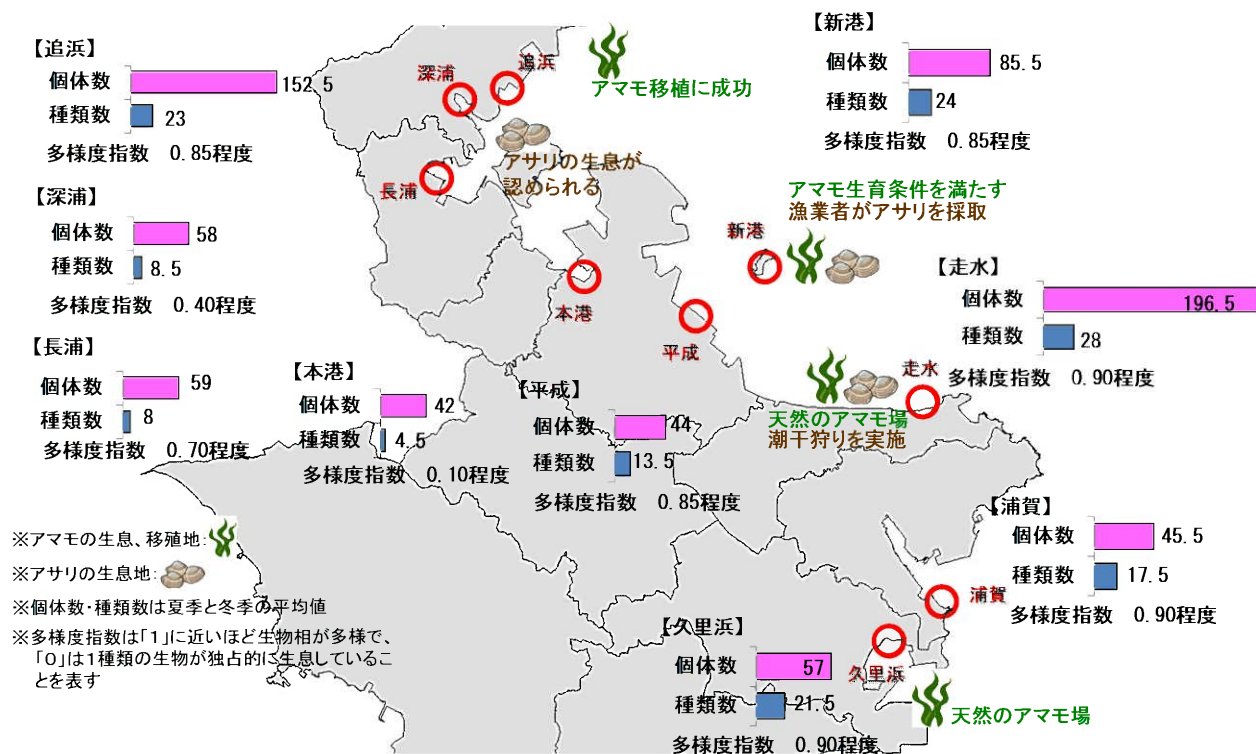 【追浜】
個体数 152.5
種類数 23
多様度指数 0.85程度
【深浦】
個体数 58
種類数 8.5
多様度指数 0.40程度
【長浦】
個体数 59
種類数 8
多様度指数 0.70程度
【本港】
個体数 42
種類数 4.5
多様度指数 0.10程度
【平成】
個体数 44
種類数 13.5
多様度指数 0.85程度
【新港】
個体数 85.5
種類数 24
多様度指数 0.85程度
【走水】
個体数 196.5
種類数 28
多様度指数 0.90程度
【浦賀】
個体数 45.5
種類数 17.5
多様度指数 0.90程度
【久里浜】
個体数 57
種類数 21.5
多様度指数 0.90程度
追浜
深浦
長浦
本港
新港
平成
走水
浦賀
久里浜
アマモ移植に成功
アサリの生息が
認められる
アマモ生育条件を満たす
漁業者がアサリを採取
天然のアマモ場
潮干狩りを実施
天然のアマモ場
※アマモの生息、移殖地:
※アサリの生息地:
※個体数・種類数は夏季と冬季の平均値
※多様度指数は「1」に近いほど生物相が多様で、
「0」は1種類の生物が独占的に生息しているこ
とを表す